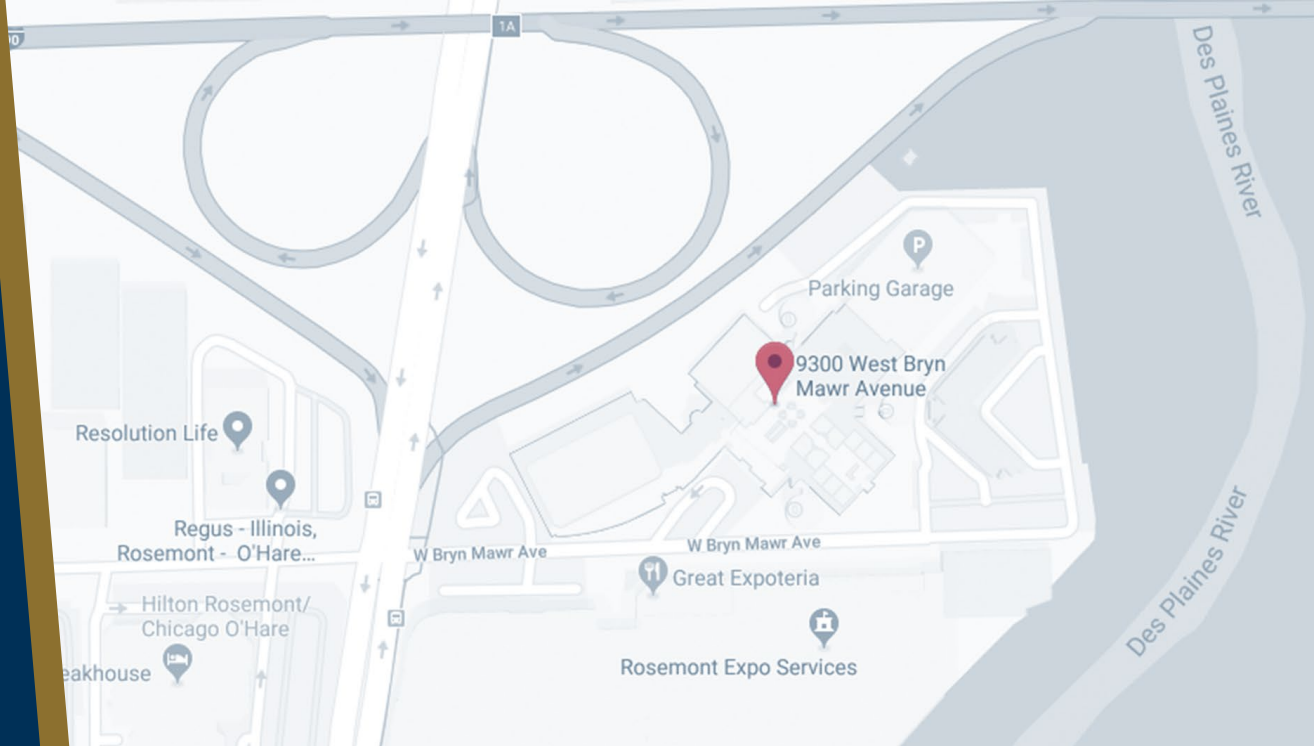 1A
Des Plaines River
P
Parking Garage
9300 West Bryn
Mawr Avenue
Resolution Life
Regus - Illinois,
Rosemont - O'Hare...
W Bryn Mawr Ave
W Bryn Mawr Ave
Great Expoteria
Des Plaines River
Hilton Rosemont/
Chicago O'Hare
Rosemont Expo Services
eakhouse